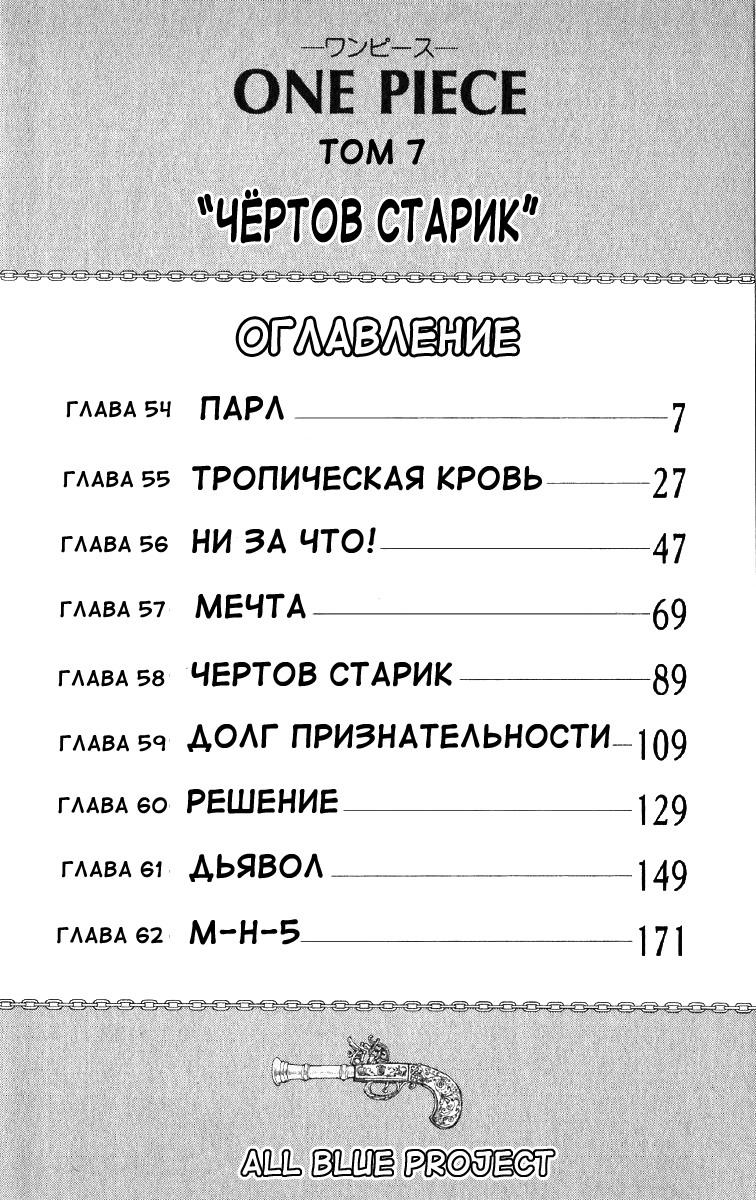 ワンピース
ONE PIECE
ТОМ 7
"ЧЁРТОВ СТАРИК"
ОГЛАВЛЕНИЕ
ГЛАВА 54 ПАРЛ 7
ГЛАВА 55 ТРОПИЧЕСКАЯ КРОВЬ 27
ГЛАВА 56 НИ ЗА ЧТО! 47
ГЛАВА 57 МЕЧТА 69
ГЛАВА 58 ЧЕРТОВ СТАРИК 89
ГЛАВА 59 ДОЛГ ПРИЗНАТЕЛЬНОСТИ 109
ГЛАВА 60 РЕШЕНИЕ 129
ГЛАВА 61 ДЬЯВОЛ 149
ГЛАВА 62 М-Н-5 171
ALL BLUE PROJECT